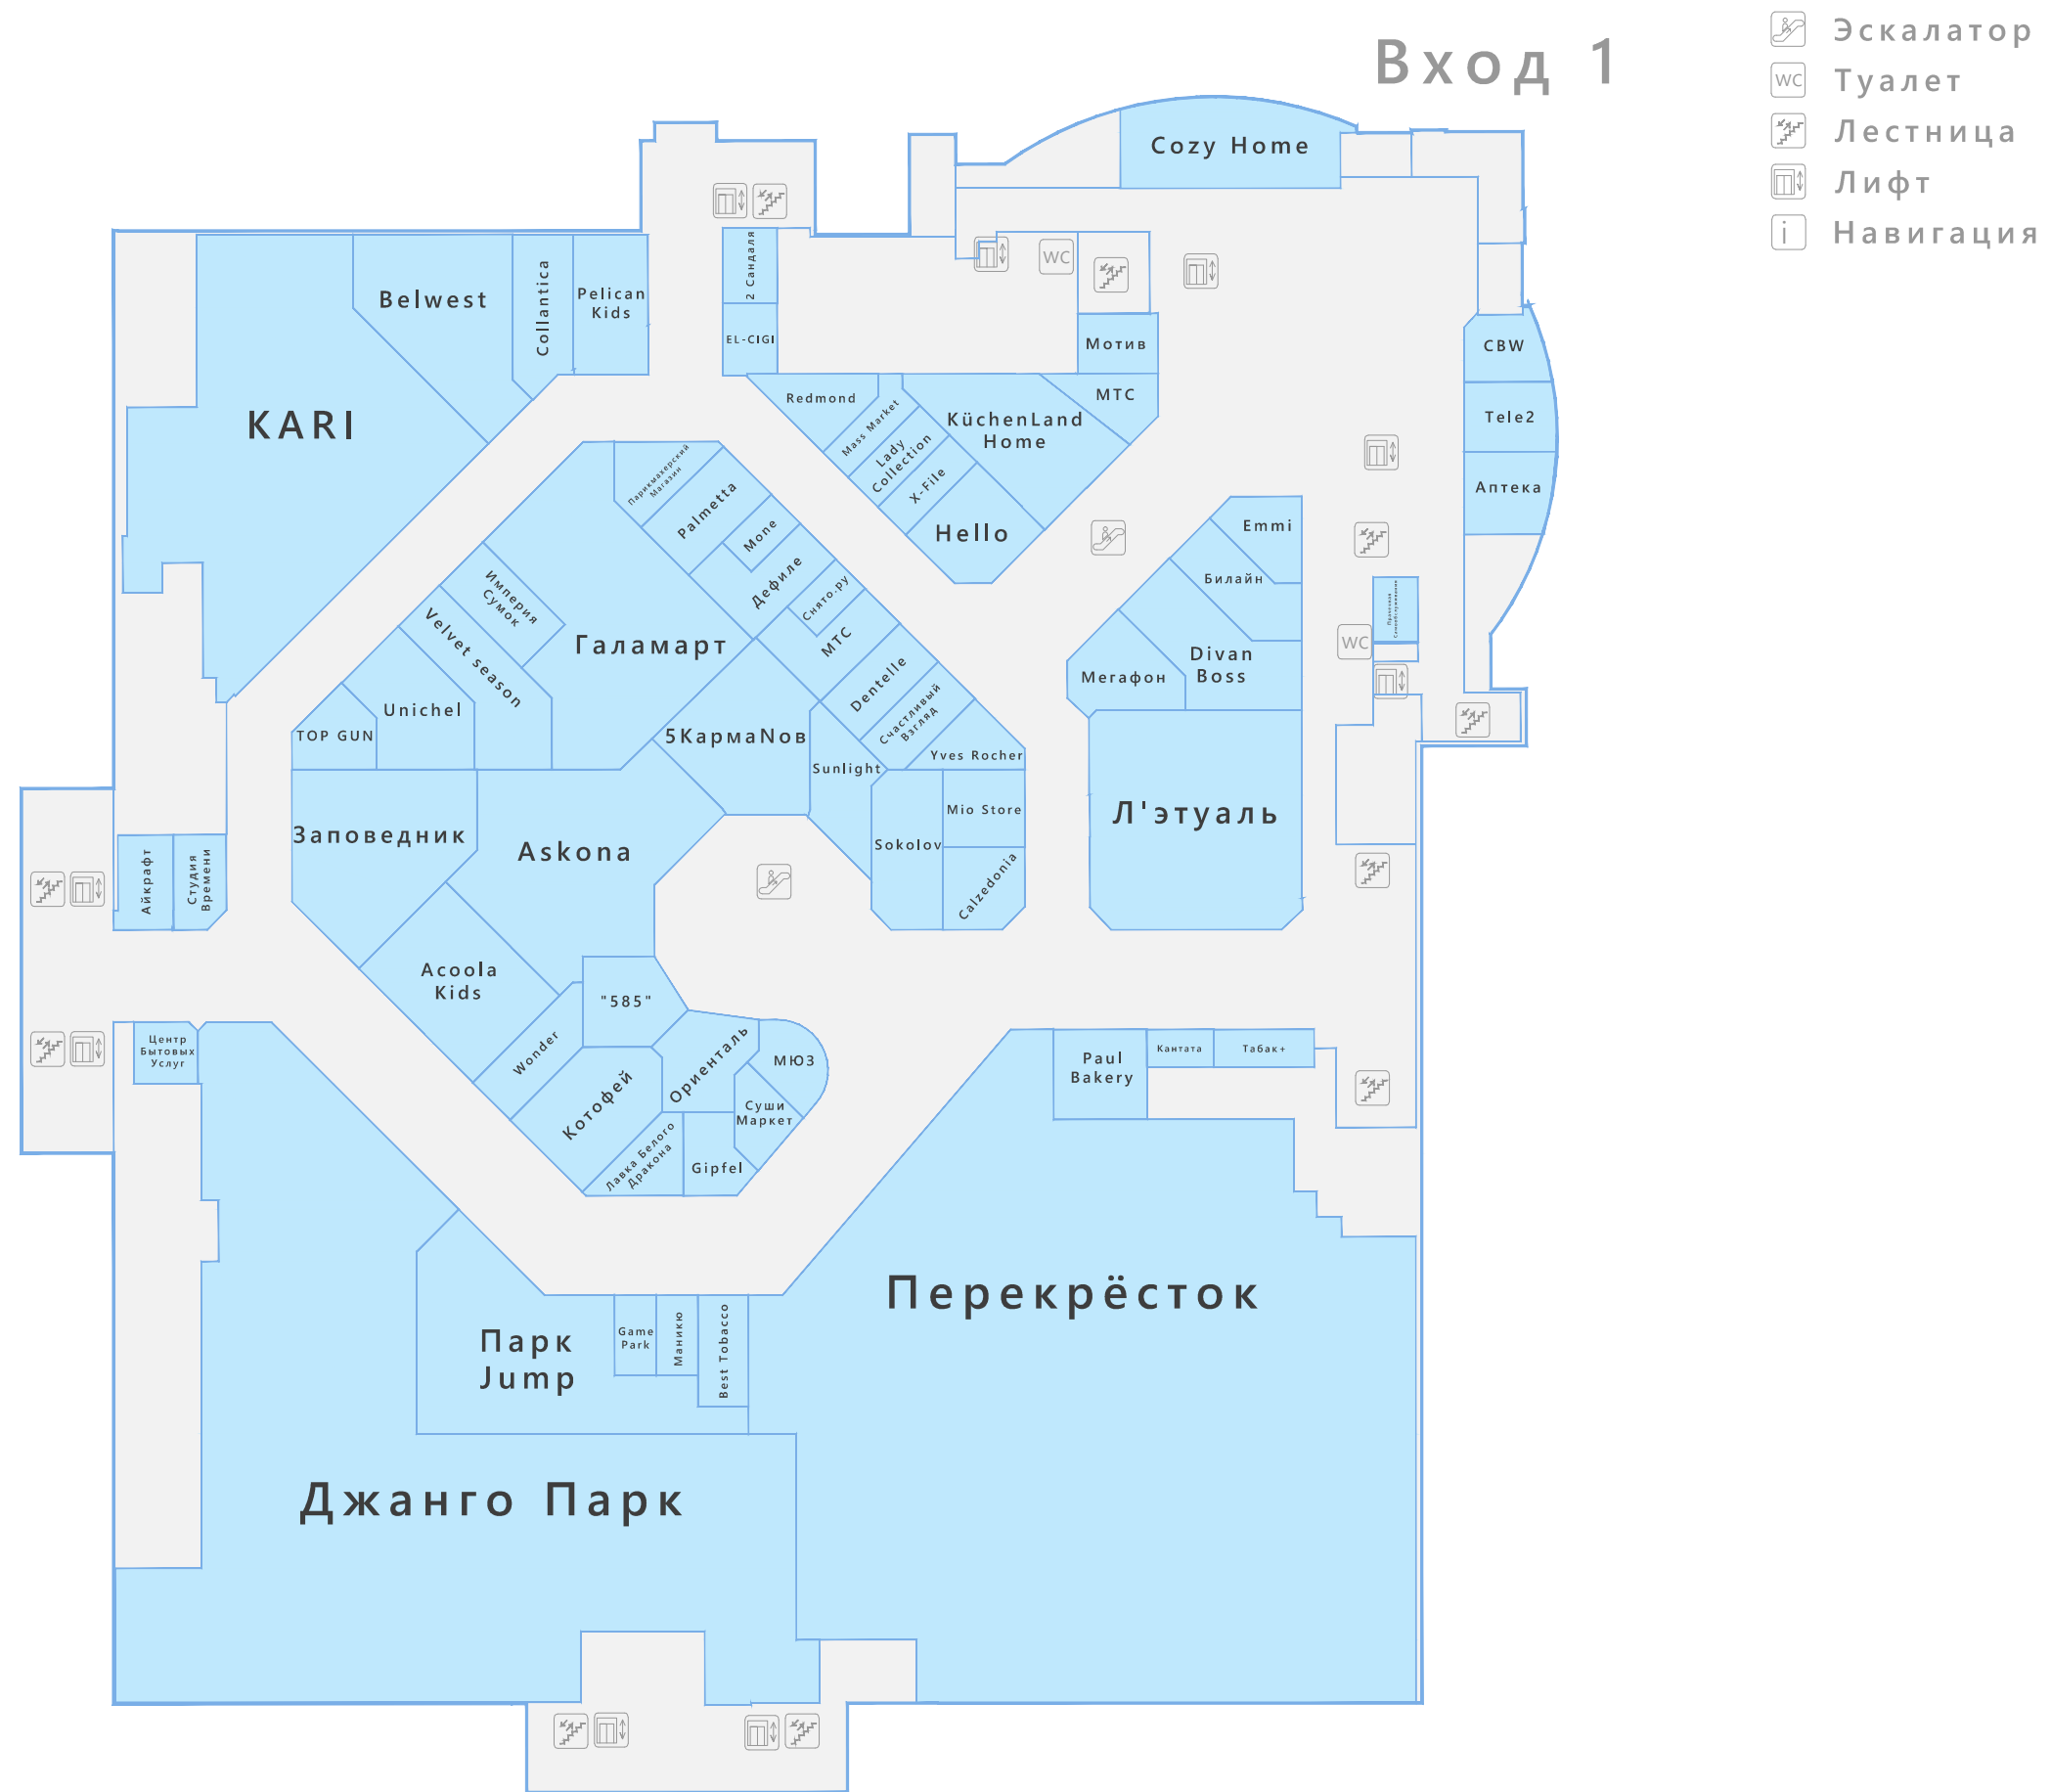 Вход 1
Эскалатор
WC
Туалет
Лестница
Лифт
i
Навигация
Cozy Home
2 Сандаля
EL-CIGI
WC
Belwest
Collantica
Pelican
Kids
KARI
Мотив
МТС
Redmond
Mass Market
Lady
Collection
X-File
KüchenLand
Home
Hello
CBW
Tele2
Аптека
Парикмахерский
Магазин
Palmetta
Mone
Дефиле
Снято.ру
МТС
Dentelle
Счастливый
Взгляд
Yves Rocher
Империя
Сумок
Velvet season
Галамарт
Unichel
TOP GUN
5КармаNов
Sunlight
Emmi
Билайн
Divan
Boss
Мегафон
WC
Л'этуаль
Заповедник
Askona
Sokolov
Mio Store
Calzedonia
Айкрафт
Студия
Времени
Acoola
Kids
"585"
Wonder
Котофей
Ориенталь
МЮЗ
Суши
Маркет
Лавка Белого
Дракона
Gipfel
Центр
Бытовых
Услуг
Paul
Bakery
Кантата
Табак+
Перекрёсток
Парк
Jump
Game
Park
Маникю
Best Tobacco
Джанго Парк